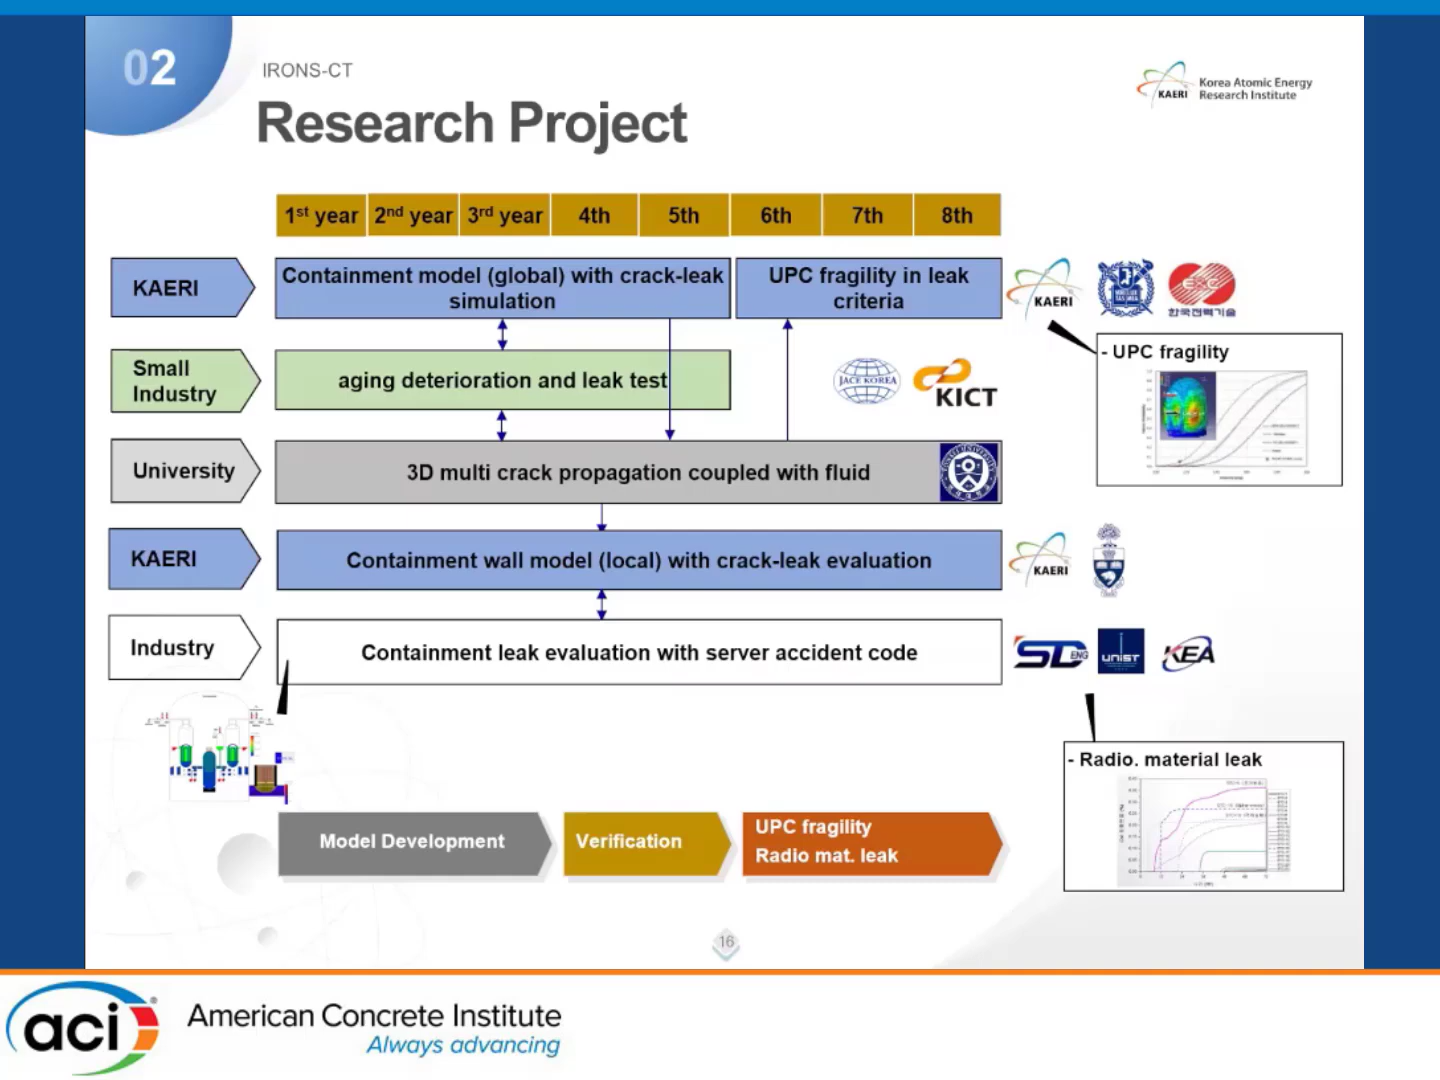 02
IRONS-CT
Research Project
KAERI
Korea Atomic Energy
Research Institute
1st year
2nd year
3rd year
4th
5th
6th
7th
8th
KAERI
Containment model (global) with crack-leak
simulation
UPC fragility in leak
criteria
KAERI
한국전력기술
- UPC fragility
Small
Industry
aging deterioration and leak test
JACE KOREA
KICT
University
3D multi crack propagation coupled with fluid
KAERI
Containment wall model (local) with crack-leak evaluation
KAERI
Industry
Containment leak evaluation with server accident code
SD ENG
UNIST
KEA
- Radio. material leak
Model Development
Verification
UPC fragility
Radio mat. leak
16
aci
American Concrete Institute
Always advancing